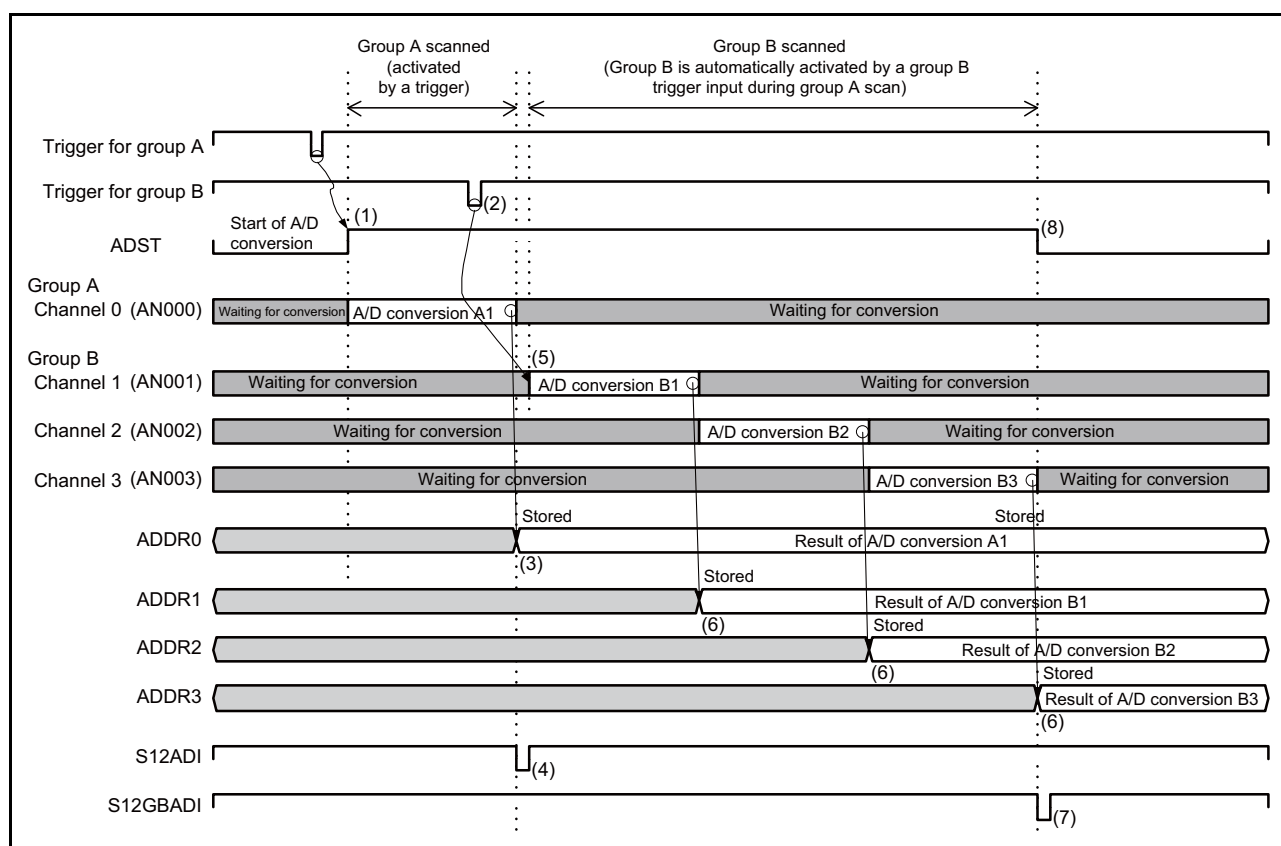 Group A scanned
(activated
by a trigger)
Group B scanned
(Group B is automatically activated by a group B
trigger input during group A scan)
Trigger for group A
Trigger for group B
(2)
Start of A/D
conversion
(1)
(8)
ADST
Group A
Channel 0 (AN000)
Waiting for conversion
A/D conversion A1
Waiting for conversion
Group B
(5)
Channel 1 (AN001)
Waiting for conversion
A/D conversion B1
Waiting for conversion
Channel 2 (AN002)
Waiting for conversion
A/D conversion B2
Waiting for conversion
Channel 3 (AN003)
Waiting for conversion
A/D conversion B3
Waiting for conversion
Stored
Stored
ADDR0
Result of A/D conversion A1
(3)
Stored
ADDR1
Result of A/D conversion B1
(6)
Stored
ADDR2
Result of A/D conversion B2
(6)
Stored
ADDR3
Result of A/D conversion B3
(6)
S12ADI
(4)
S12GBADI
(7)